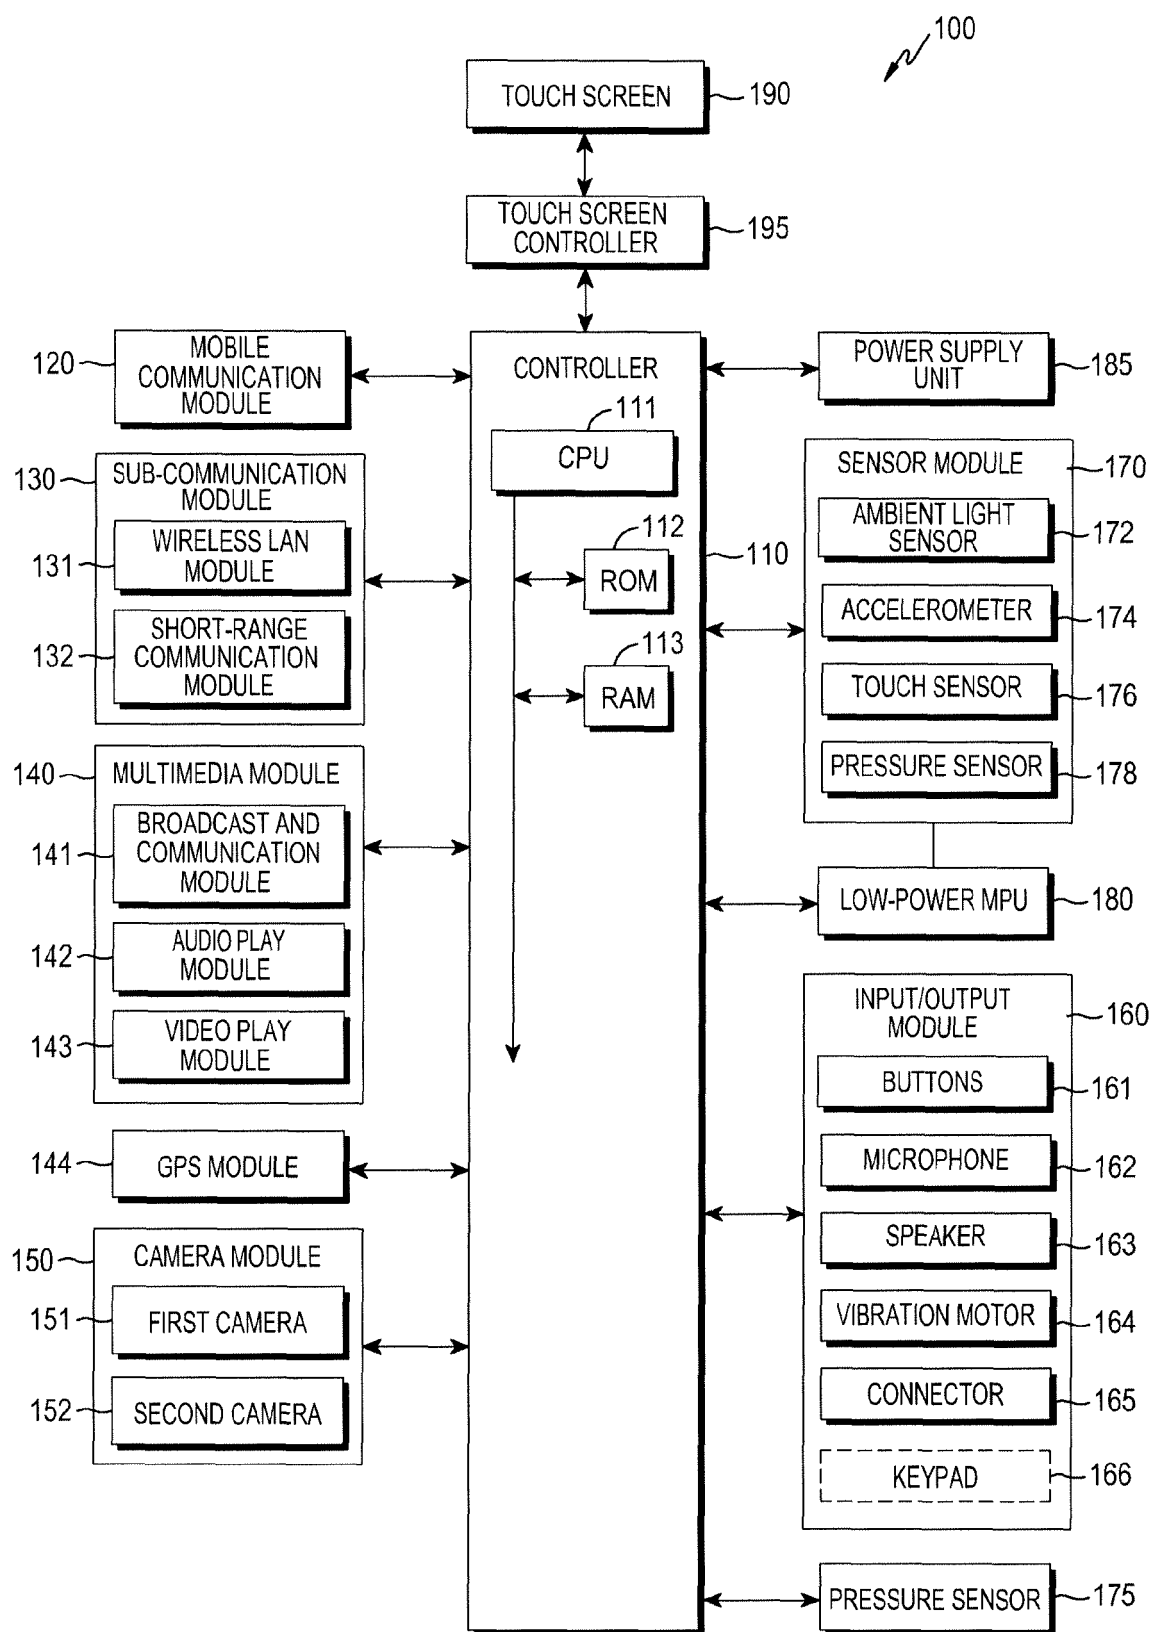 100
TOUCH SCREEN
190
TOUCH SCREEN
CONTROLLER
195
CONTROLLER
110
CPU
111
ROM
112
RAM
113
120
MOBILE
COMMUNICATION
MODULE
130
SUB-COMMUNICATION
MODULE
131
WIRELESS LAN
MODULE
132
SHORT-RANGE
COMMUNICATION
MODULE
140
MULTIMEDIA MODULE
141
BROADCAST AND
COMMUNICATION
MODULE
142
AUDIO PLAY
MODULE
143
VIDEO PLAY
MODULE
144
GPS MODULE
150
CAMERA MODULE
151
FIRST CAMERA
152
SECOND CAMERA
POWER SUPPLY
UNIT
185
SENSOR MODULE
170
AMBIENT LIGHT
SENSOR
172
ACCELEROMETER
174
TOUCH SENSOR
176
PRESSURE SENSOR
178
LOW-POWER MPU
180
INPUT/OUTPUT
MODULE
160
BUTTONS
161
MICROPHONE
162
SPEAKER
163
VIBRATION MOTOR
164
CONNECTOR
165
KEYPAD
166
PRESSURE SENSOR
175